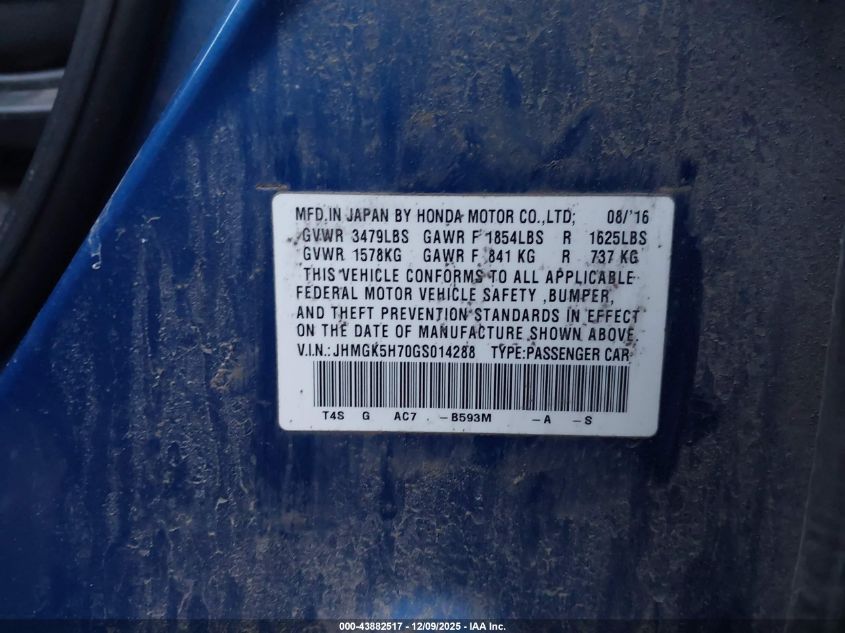 MFD.IN JAPAN BY HONDA MOTOR CO.,LTD; 08/'16
GVWR 3479LBS GAWR F 1854LBS R 1625LBS
GVWR 1578KG GAWR F 841 KG R 737 KG
THIS VEHICLE CONFORMS TO ALL APPLICABLE
FEDERAL MOTOR VEHICLE SAFETY ,BUMPER,
AND THEFT PREVENTION STANDARDS IN EFFECT
ON THE DATE OF MANUFACTURE SHOWN ABOVE.
V.I.N.:JHMGK5H70GS014288 TYPE:PASSENGER CAR
T4S G AC7 -B593M -A -S
000-43882517 - 12/09/2025 - IAA Inc.